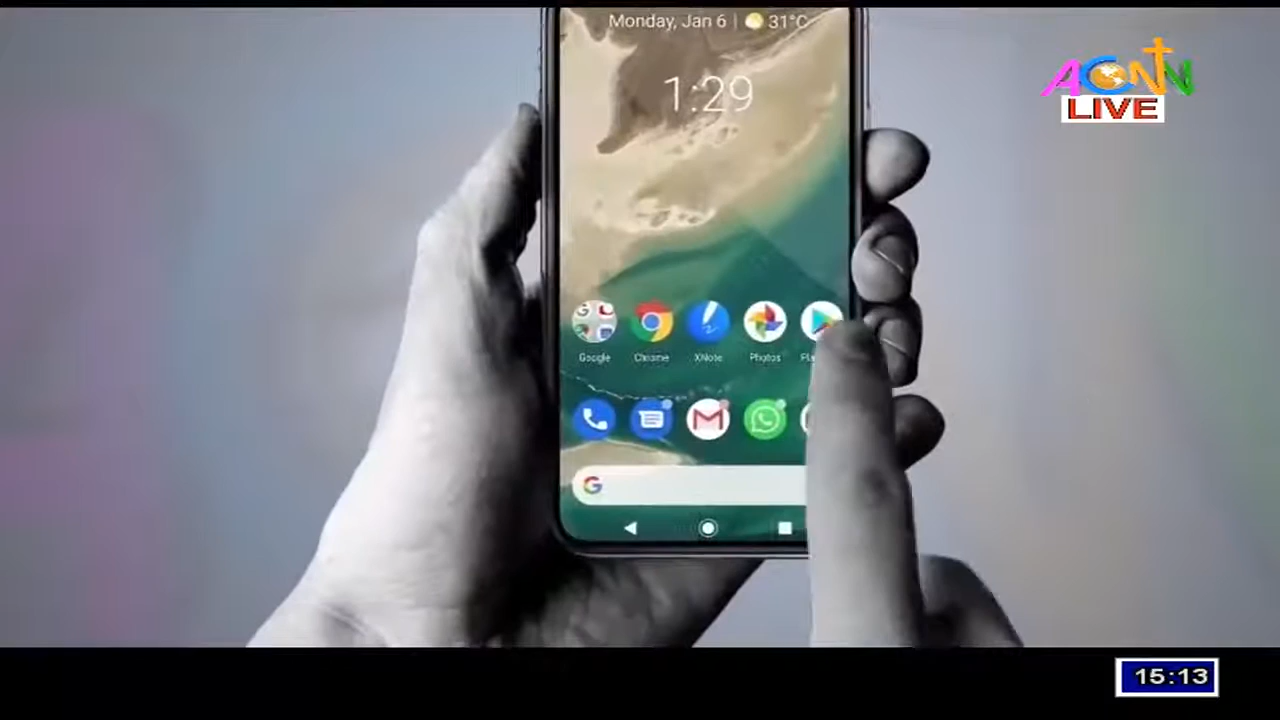 Monday, Jan 6 | 31°C
1:29
ACNN
LIVE
Google Chrome XNote Photos
G
15:13